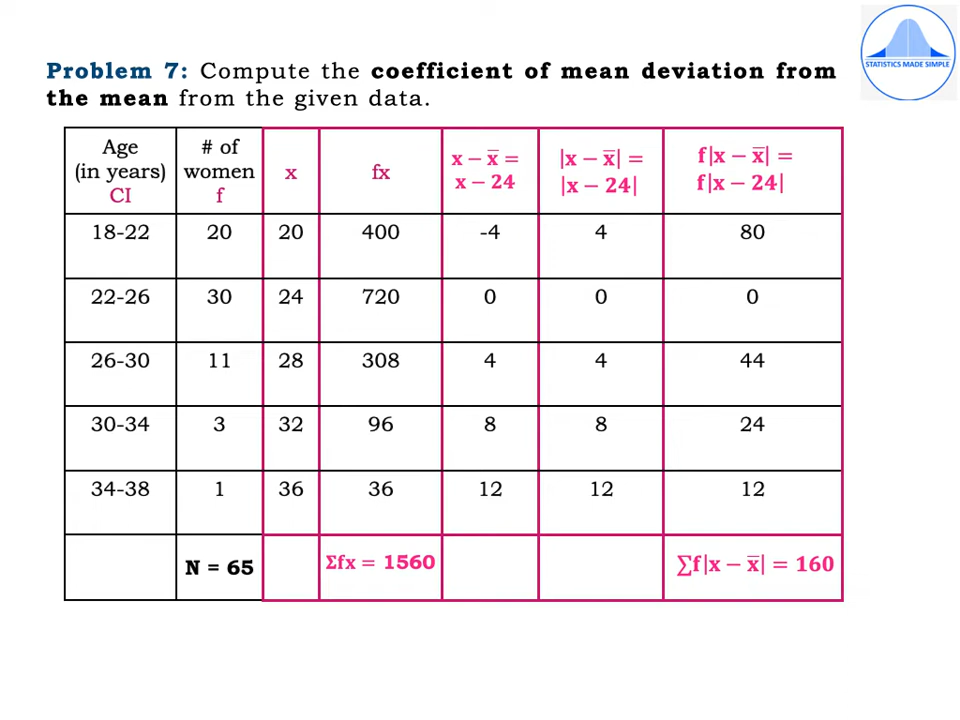 STATISTICS MADE SIMPLE
Problem 7: Compute the coefficient of mean deviation from
the mean from the given data.
Age (in years) CI | # of women f | x | fx | x − x̅ = x − 24 | |x − x̅| = |x − 24| | f|x − x̅| = f|x − 24|
18-22 | 20 | 20 | 400 | -4 | 4 | 80
22-26 | 30 | 24 | 720 | 0 | 0 | 0
26-30 | 11 | 28 | 308 | 4 | 4 | 44
30-34 | 3 | 32 | 96 | 8 | 8 | 24
34-38 | 1 | 36 | 36 | 12 | 12 | 12
N = 65 | Σfx = 1560 | ∑f|x − x̅| = 160